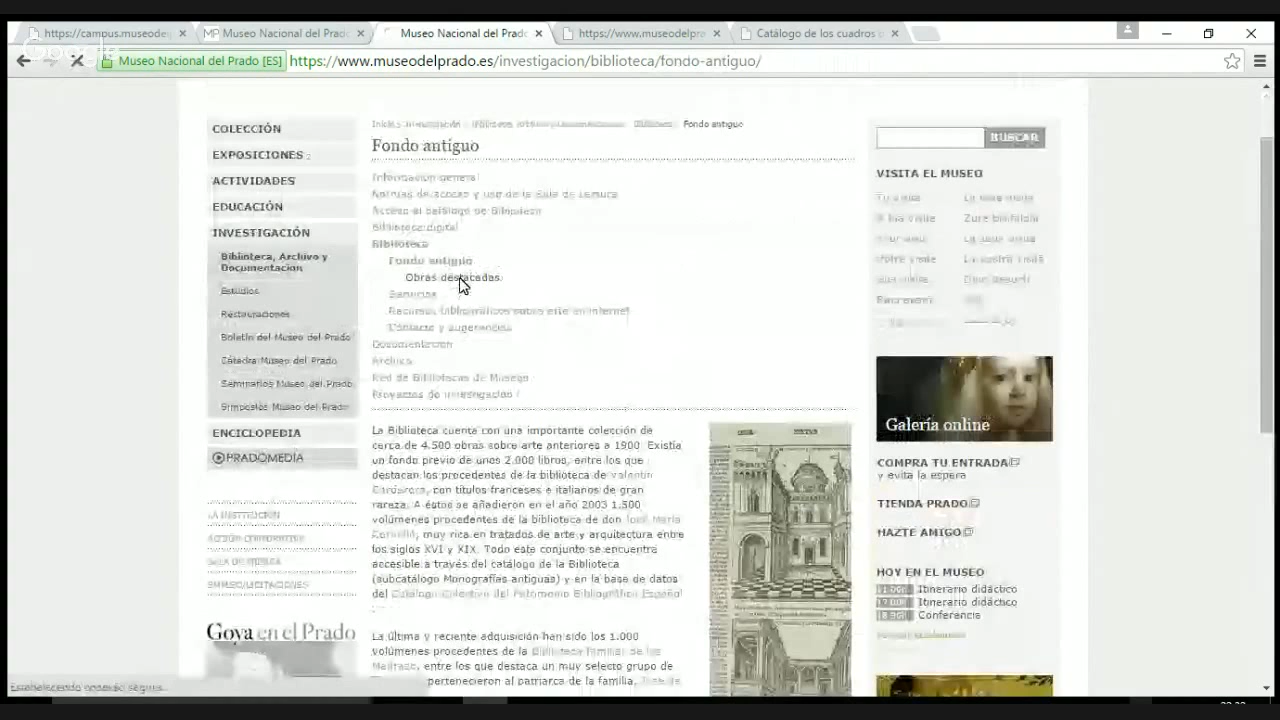 https://campus.museodel
Museo Nacional del Prado
Museo Nacional del Prado
https://www.museodelpra
Catálogo de los cuadros
Google
Museo Nacional del Prado [ES]
https://www.museodelprado.es/investigacion/biblioteca/fondo-antiguo/
COLECCIÓN
EXPOSICIONES
ACTIVIDADES
EDUCACIÓN
INVESTIGACIÓN
Biblioteca, Archivo y
Documentación
Estudios
Restauraciones
Boletín del Museo del Prado
Cátedra Museo del Prado
Seminarios Museo del Prado
Simposios Museo del Prado
ENCICLOPEDIA
PRADOMEDIA
LA INSTITUCIÓN
Goya en el Prado
Fondo antiguo
Fondo antiguo
Información general
Normas de acceso y uso de la Sala de Lectura
Acceso al catálogo de Biblioteca
Biblioteca digital
Biblioteca
Fondo antiguo
Obras destacadas
Servicios
Recursos bibliográficos sobre arte en internet
Contacto y sugerencias
Documentación
Archivo
Red de Bibliotecas de Museos
Proyectos de investigación
La Biblioteca cuenta con una importante colección de
cerca de 4.500 obras sobre arte anteriores a 1900. Existía
un fondo previo de unos 2.000 libros, entre los que
destacan los procedentes de la biblioteca de Valentín
Carderera, con títulos franceses e italianos de gran
rareza. A éstos se añadieron en el año 2003 1.500
volúmenes procedentes de la biblioteca de don José María
Cervelló, muy rica en tratados de arte y arquitectura entre
los siglos XVI y XIX. Todo este conjunto se encuentra
accesible a través del catálogo de la Biblioteca
(subcatálogo Monografías antiguas) y en la base de datos
del Catálogo Colectivo del Patrimonio Bibliográfico Español
La última y reciente adquisición han sido los 1.000
volúmenes procedentes de la Biblioteca familiar de los
Madrazo, entre los que destaca un muy selecto grupo de
pertenecieron al patriarca de la familia,
BUSCAR
VISITA EL MUSEO
Galería online
COMPRA TU ENTRADA
y evita la espera
TIENDA PRADO
HAZTE AMIGO
HOY EN EL MUSEO
Itinerario didáctico
Itinerario didáctico
Conferencia